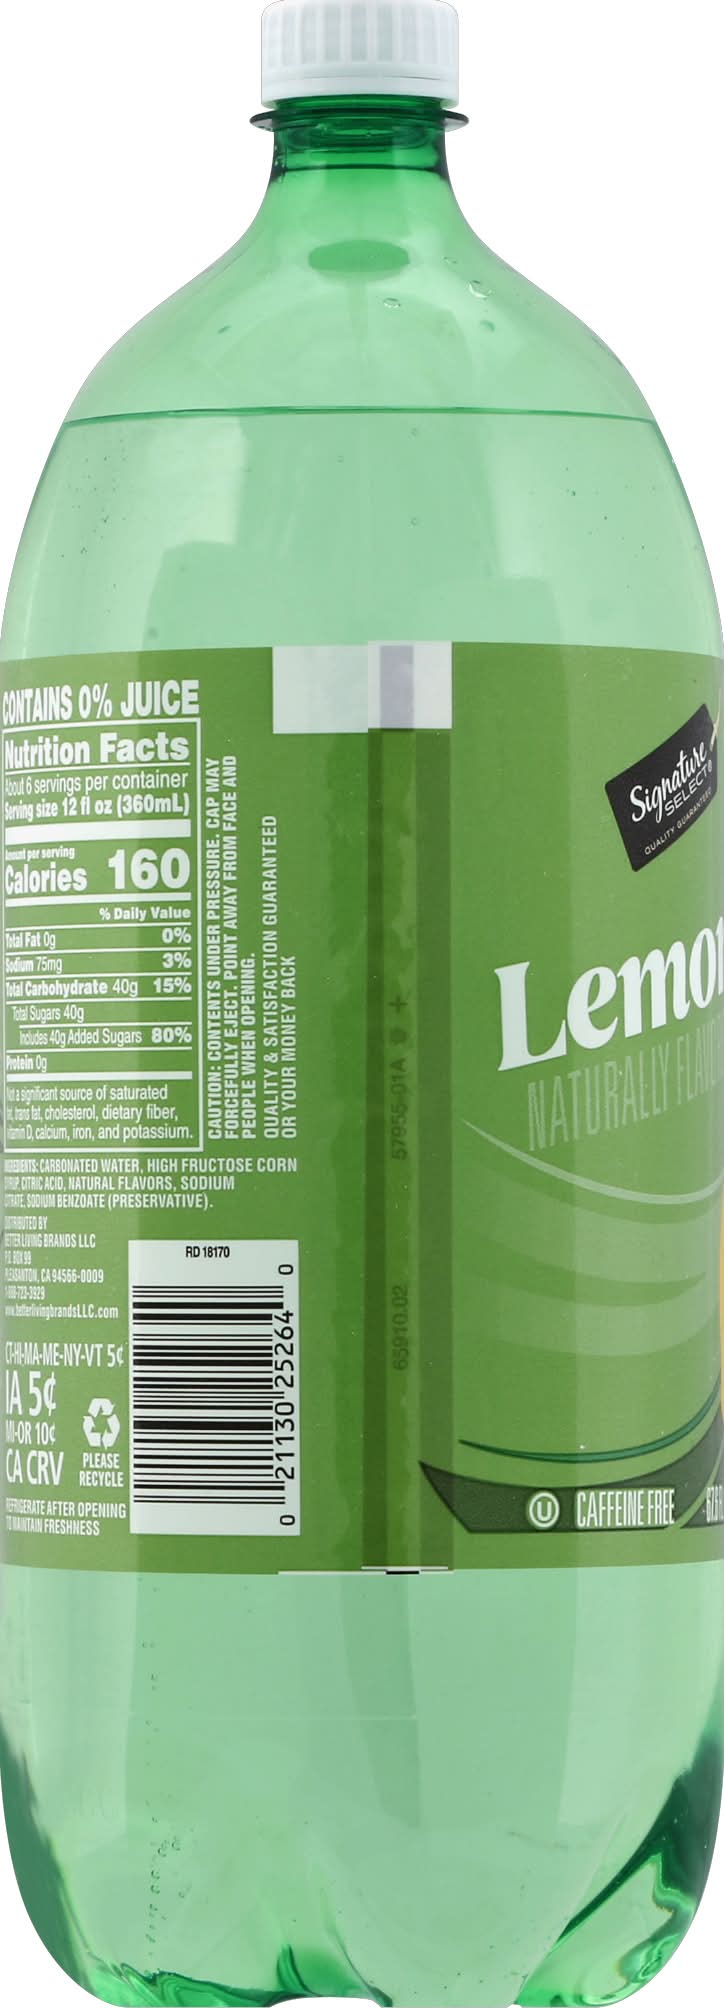 CONTAINS 0% JUICE
Nutrition Facts
About 6 servings per container
Serving size 12 fl oz (360mL)
Amount per serving
Calories 160
% Daily Value
Total Fat 0g 0%
Sodium 75mg 3%
Total Carbohydrate 40g 15%
Total Sugars 40g
Includes 40g Added Sugars 80%
Protein 0g
Not a significant source of saturated
fat, trans fat, cholesterol, dietary fiber,
vitamin D, calcium, iron, and potassium.
CAUTION: CONTENTS UNDER PRESSURE. CAP MAY
FORCEFULLY EJECT. POINT AWAY FROM FACE AND
PEOPLE WHEN OPENING.
QUALITY & SATISFACTION GUARANTEED
OR YOUR MONEY BACK
INGREDIENTS: CARBONATED WATER, HIGH FRUCTOSE CORN
SYRUP, CITRIC ACID, NATURAL FLAVORS, SODIUM
CITRATE, SODIUM BENZOATE (PRESERVATIVE).
DISTRIBUTED BY
BETTER LIVING BRANDS LLC
P.O. BOX 99
PLEASANTON, CA 94566-0009
1-888-723-3929
www.betterlivingbrandsLLC.com
CT-HI-MA-ME-NY-VT 5¢
IA 5¢
MI-OR 10¢
CA CRV
PLEASE
RECYCLE
REFRIGERATE AFTER OPENING
TO MAINTAIN FRESHNESS
RD 18170
0 21130 25264 0
57955-01A
65910.02
Signature
SELECT®
QUALITY GUARANTEED
Lemon
NATURALLY FLAV
U CAFFEINE FREE
67.6